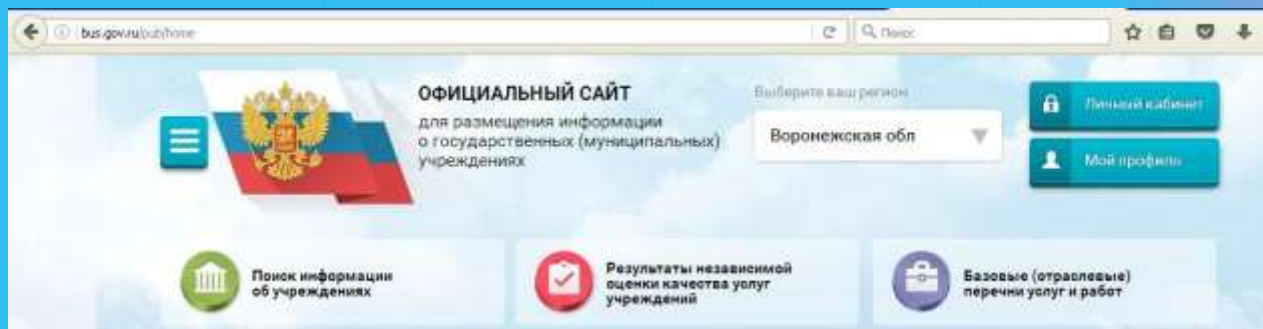 bus.gov.ru/pub/home
Поиск
ОФИЦИАЛЬНЫЙ САЙТ
для размещения информации
о государственных (муниципальных)
учреждениях
Выберите ваш регион
Воронежская обл
Личный кабинет
Мой профиль
Поиск информации
об учреждениях
Результаты независимой
оценки качества услуг
учреждений
Базовые (отраслевые)
перечни услуг и работ